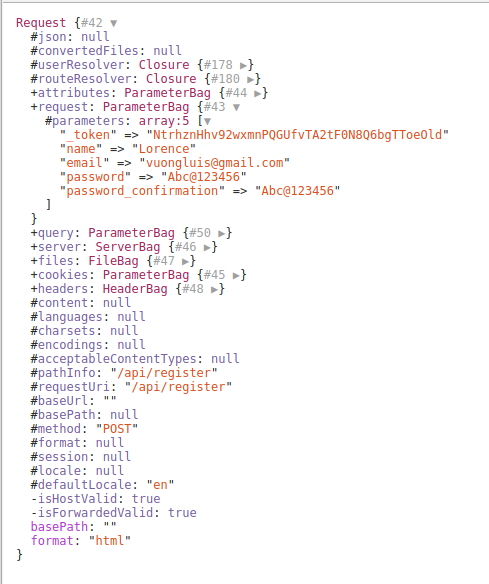 Request {#42 ▼
#json: null
#convertedFiles: null
#userResolver: Closure {#178 ▶}
#routeResolver: Closure {#180 ▶}
+attributes: ParameterBag {#44 ▶}
+request: ParameterBag {#43 ▼
#parameters: array:5 [▼
"_token" => "NtrhznHhv92wxmnPQGUfvTA2tF0N8Q6bgTToeOld"
"name" => "Lorence"
"email" => "vuongluis@gmail.com"
"password" => "Abc@123456"
"password_confirmation" => "Abc@123456"
]
}
+query: ParameterBag {#50 ▶}
+server: ServerBag {#46 ▶}
+files: FileBag {#47 ▶}
+cookies: ParameterBag {#45 ▶}
+headers: HeaderBag {#48 ▶}
#content: null
#languages: null
#charsets: null
#encodings: null
#acceptableContentTypes: null
#pathInfo: "/api/register"
#requestUri: "/api/register"
#baseUrl: ""
#basePath: null
#method: "POST"
#format: null
#session: null
#locale: null
#defaultLocale: "en"
-isHostValid: true
-isForwardedValid: true
basePath: ""
format: "html"
}